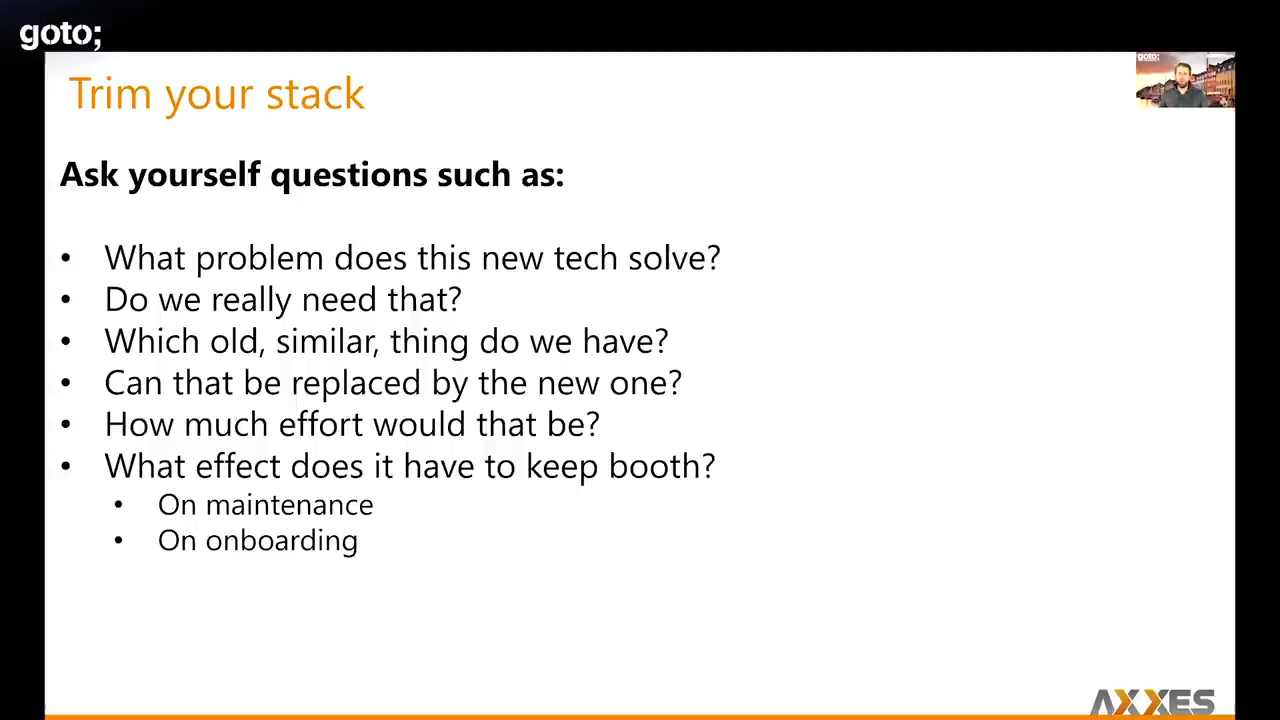 goto;
goto;
Trim your stack
Ask yourself questions such as:
• What problem does this new tech solve?
• Do we really need that?
• Which old, similar, thing do we have?
• Can that be replaced by the new one?
• How much effort would that be?
• What effect does it have to keep booth?
• On maintenance
• On onboarding
AXXES